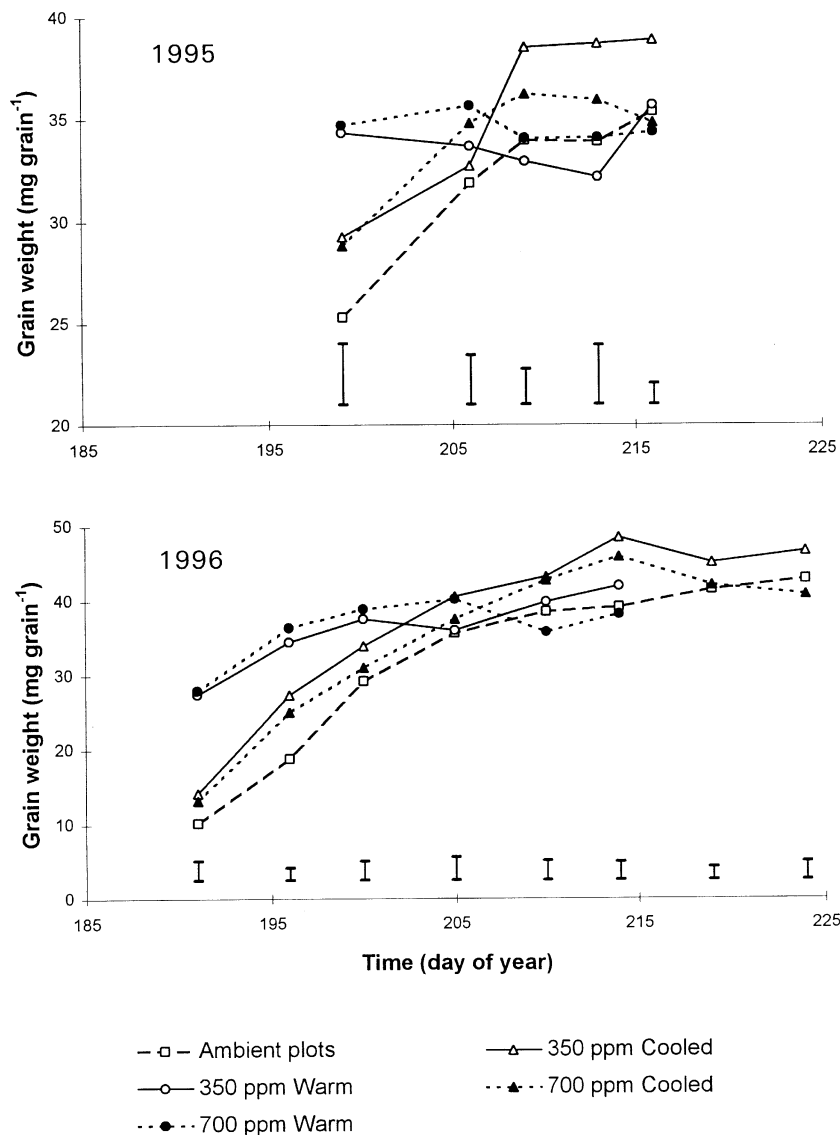 1995
Grain weight (mg grain⁻¹)
40
35
30
25
20
185 195 205 215 225
1996
Grain weight (mg grain⁻¹)
50
40
30
20
10
0
185 195 205 215 225
Time (day of year)
Ambient plots
350 ppm Warm
700 ppm Warm
350 ppm Cooled
700 ppm Cooled